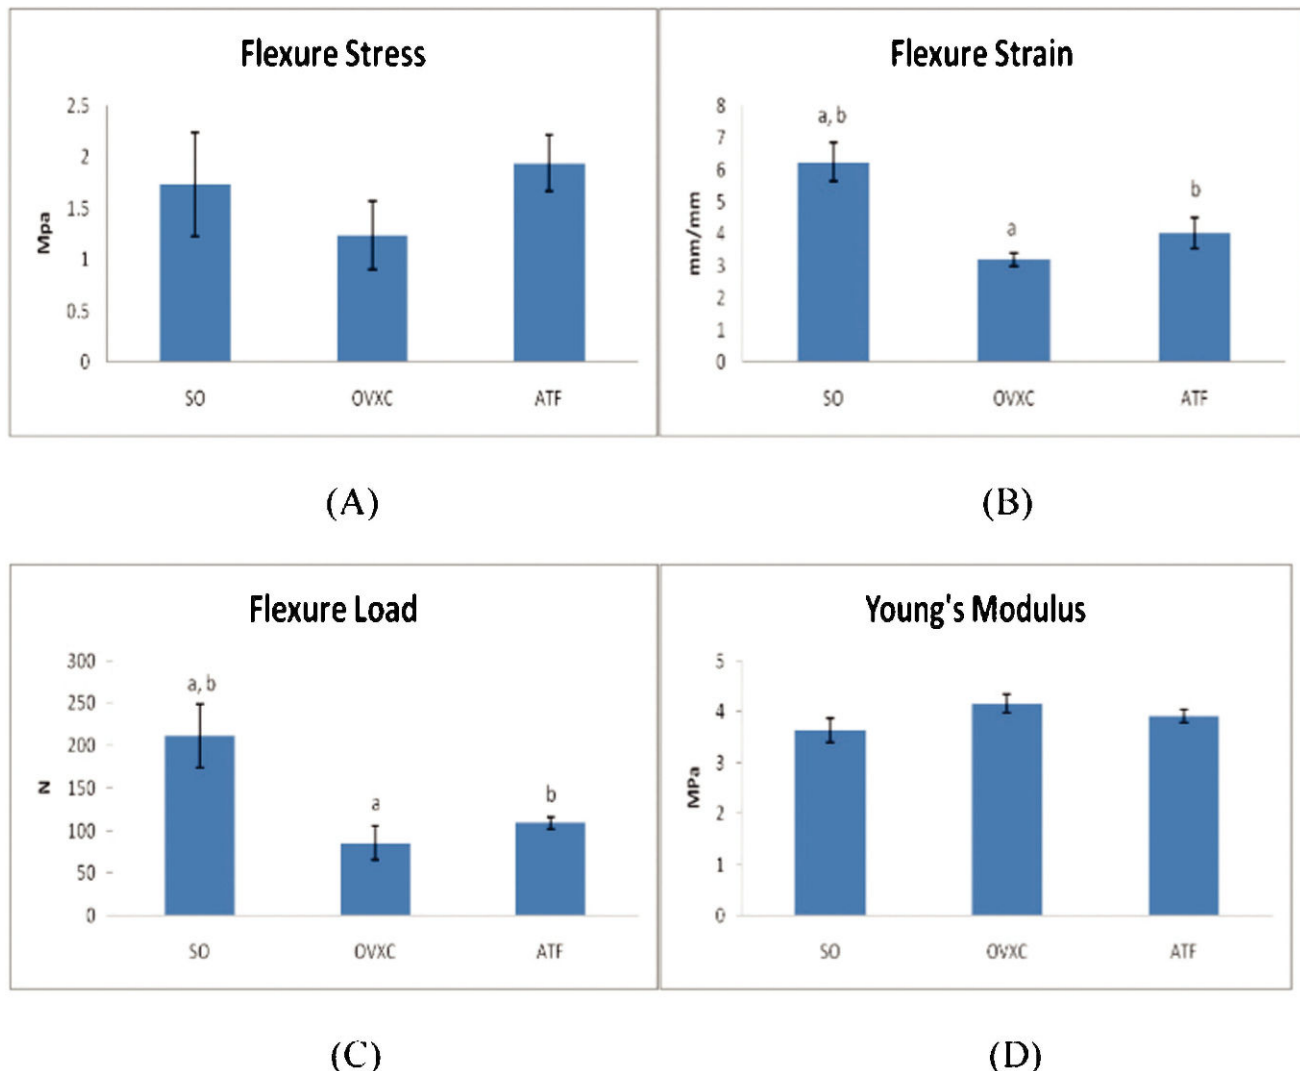 Flexure Stress
2.5
2
1.5
1
0.5
0
Mpa
SO OVXC ATF
(A)
Flexure Strain
8
7
6
5
4
3
2
1
0
mm/mm
a, b
a
b
SO OVXC ATF
(B)
Flexure Load
300
250
200
150
100
50
0
N
a, b
a
b
SO OVXC ATF
(C)
Young's Modulus
5
4
3
2
1
0
MPa
SO OVXC ATF
(D)